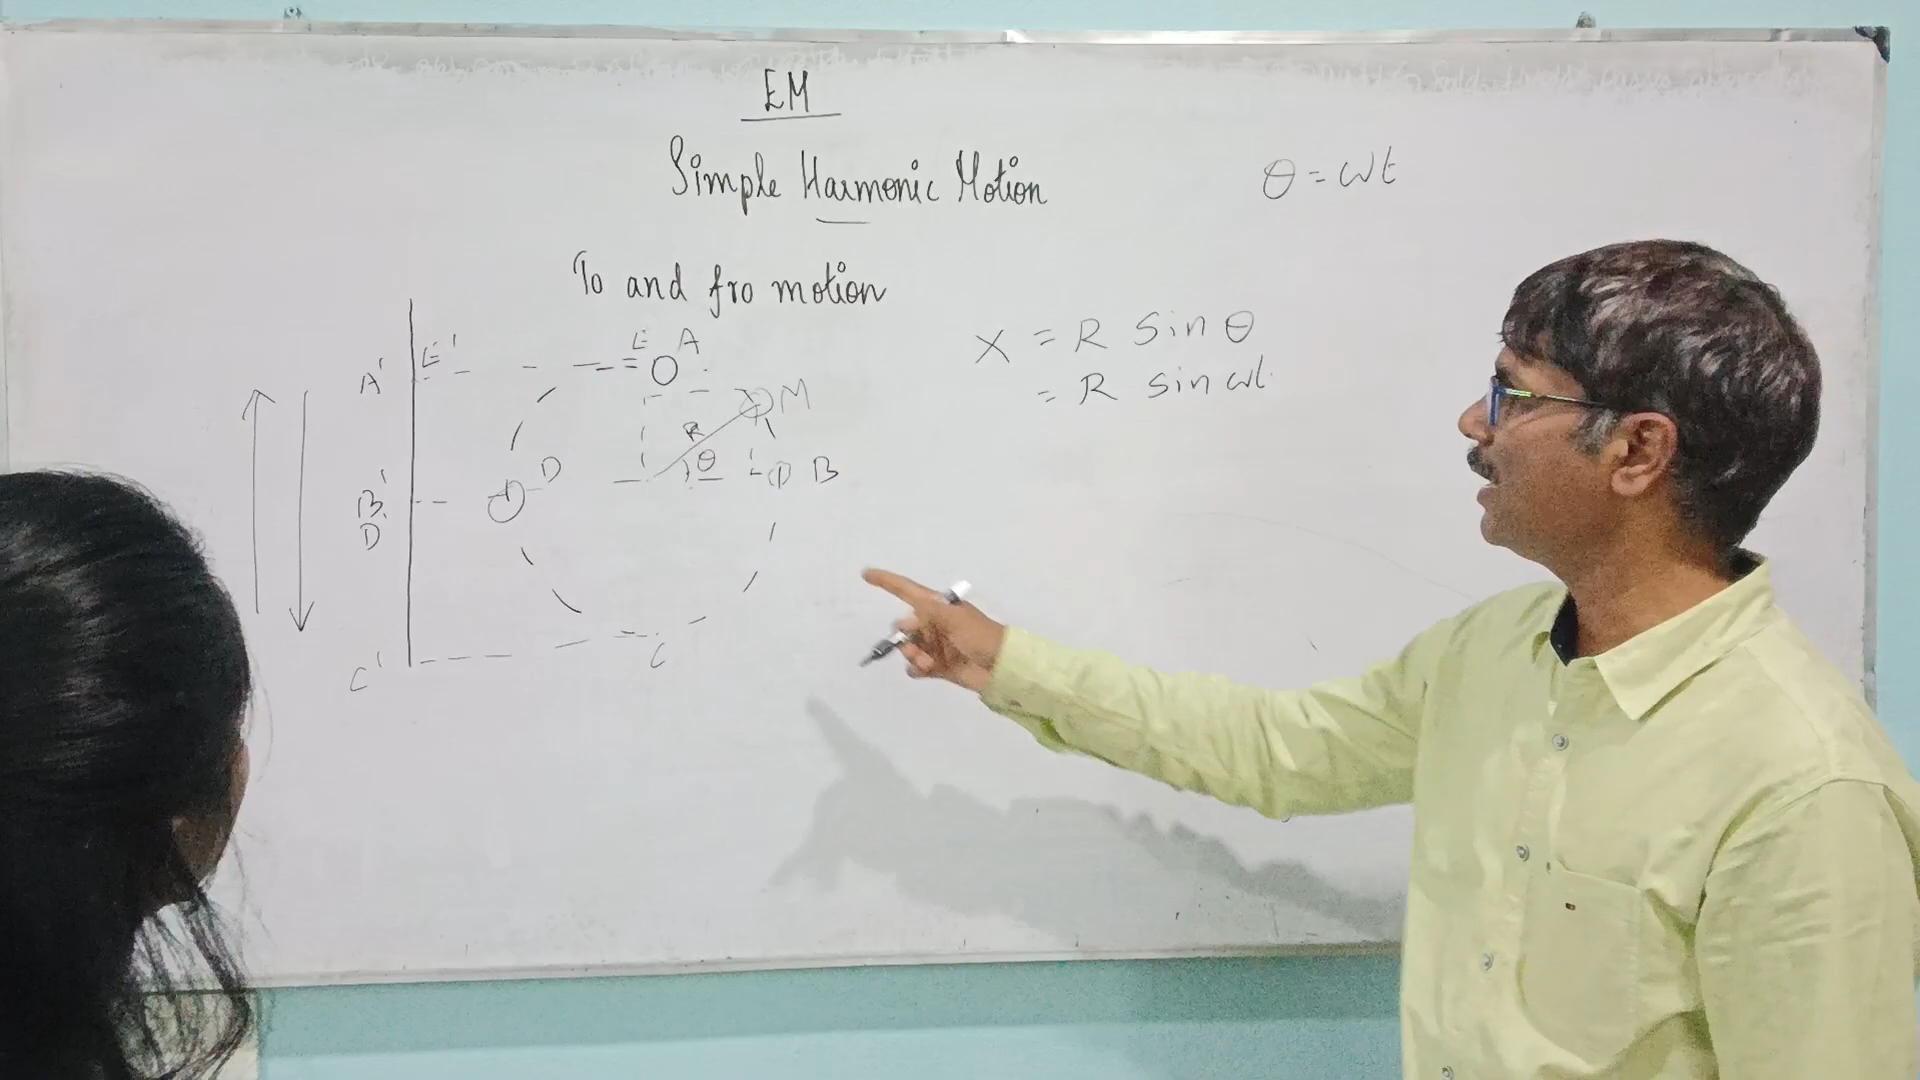 EM
Simple Harmonic Motion
θ = ωt
To and fro motion
X = R Sin θ
= R sin ωt
E A
A' E'
M
R
θ
D
B
B'
D
C
C'